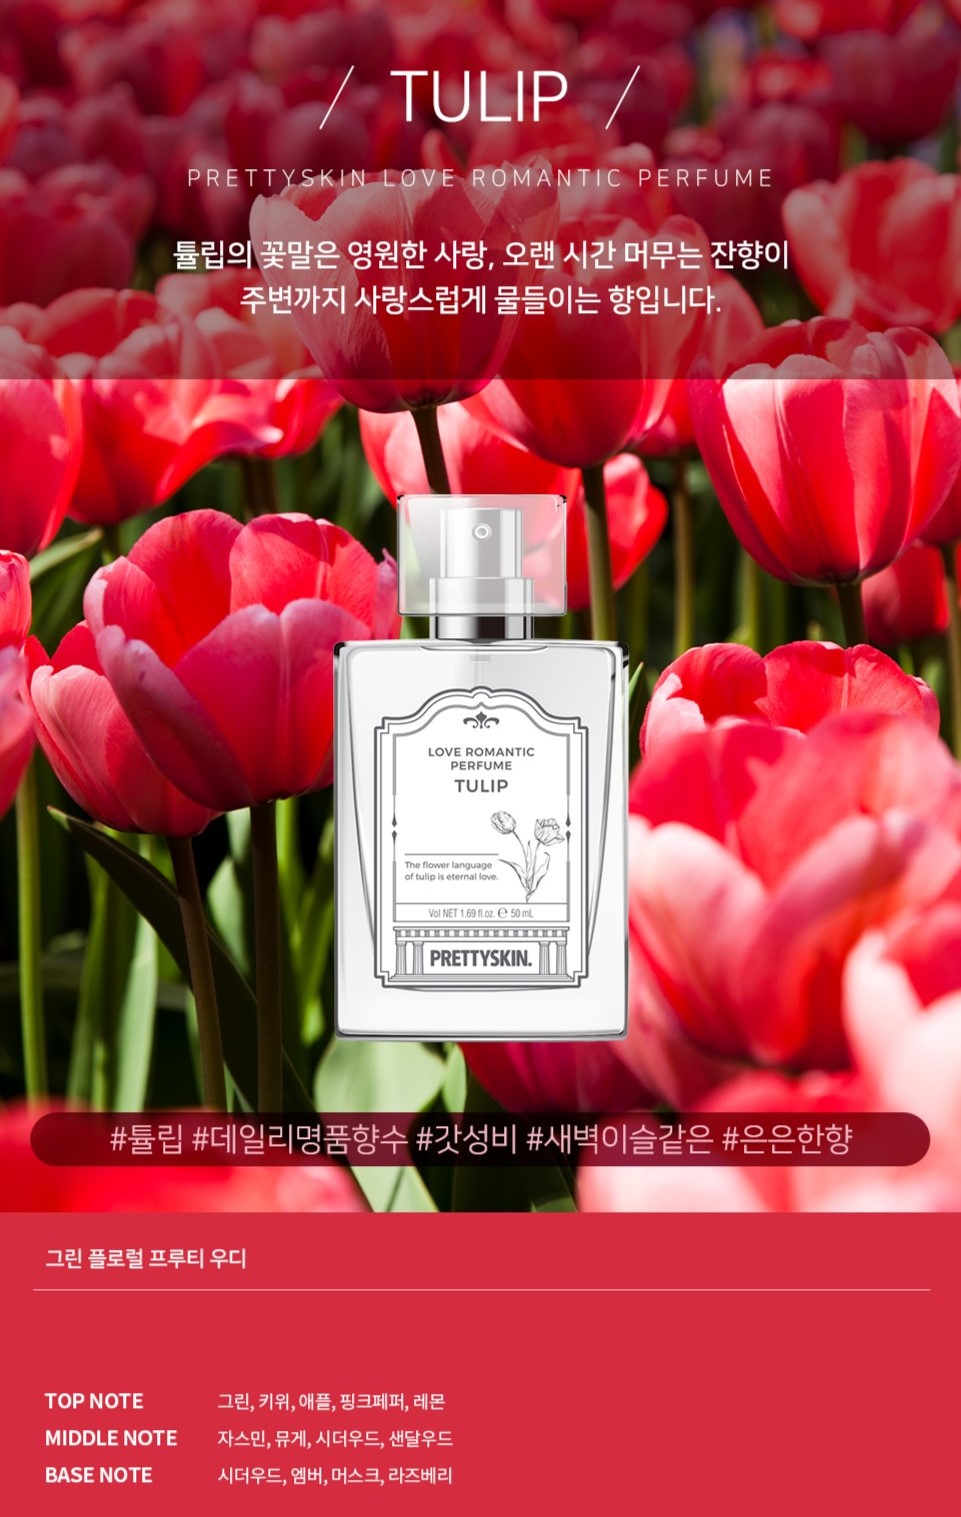 / TULIP /
PRETTYSKIN LOVE ROMANTIC PERFUME
튤립의 꽃말은 영원한 사랑, 오랜 시간 머무는 잔향이
주변까지 사랑스럽게 물들이는 향입니다.
LOVE ROMANTIC
PERFUME
TULIP
The flower language
of tulip is eternal love.
Vol NET 1.69 fl.oz. ℮ 50 mL
PRETTYSKIN.
#튤립 #데일리명품향수 #갓성비 #새벽이슬같은 #은은한향
그린 플로럴 프루티 우디
TOP NOTE 그린, 키위, 애플, 핑크페퍼, 레몬
MIDDLE NOTE 자스민, 뮤게, 시더우드, 샌달우드
BASE NOTE 시더우드, 엠버, 머스크, 라즈베리